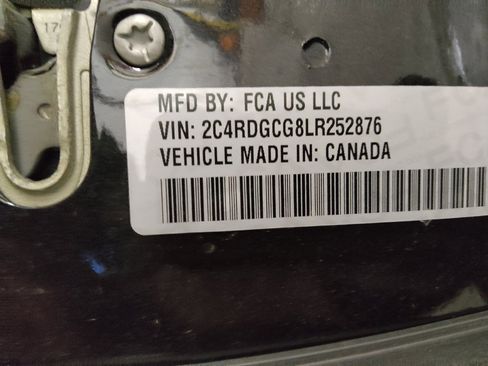 MFD BY: FCA US LLC
VIN: 2C4RDGCG8LR252876
VEHICLE MADE IN: CANADA